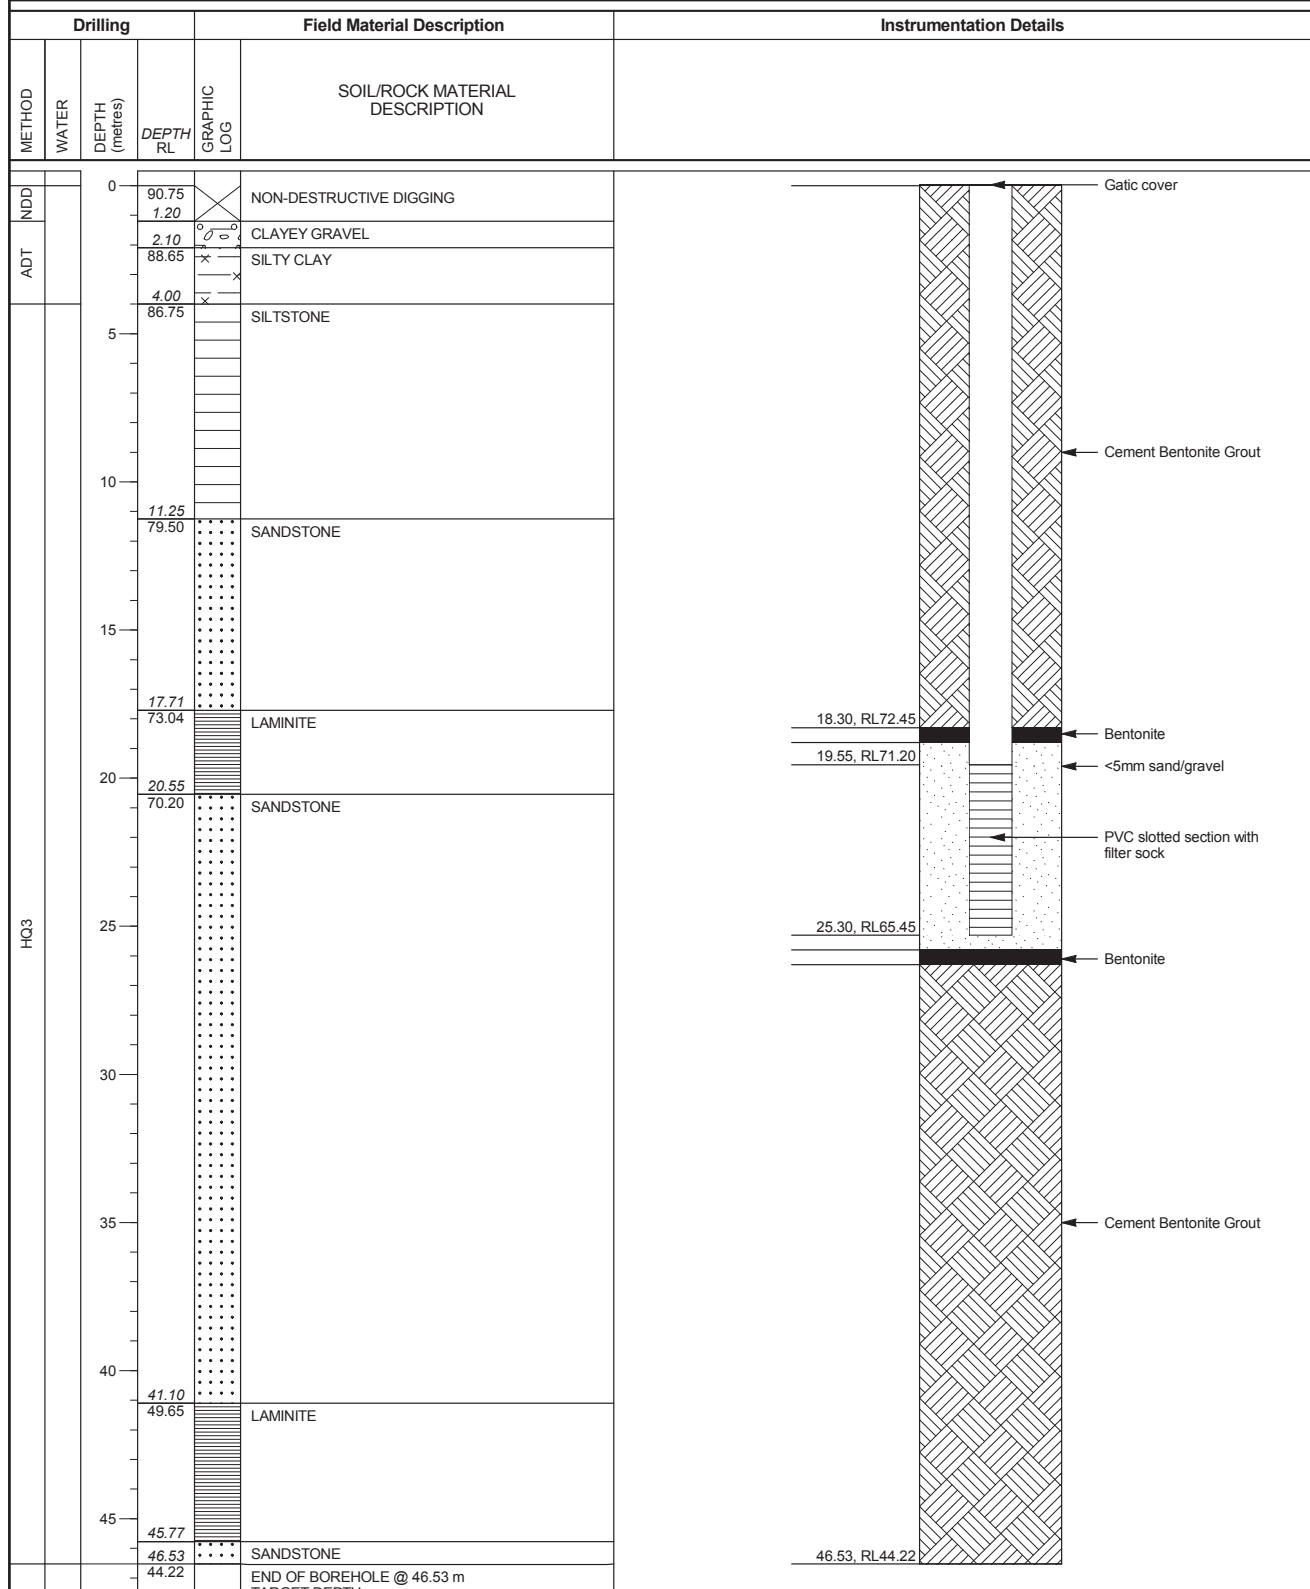 Drilling
Field Material Description
Instrumentation Details
METHOD
WATER
DEPTH
(metres)
DEPTH
RL
GRAPHIC
LOG
SOIL/ROCK MATERIAL
DESCRIPTION
NDD
ADT
HQ3
0
5
10
15
20
25
30
35
40
45
90.75
1.20
NON-DESTRUCTIVE DIGGING
2.10
CLAYEY GRAVEL
88.65
SILTY CLAY
4.00
86.75
SILTSTONE
11.25
79.50
SANDSTONE
17.71
73.04
LAMINITE
20.55
70.20
SANDSTONE
41.10
49.65
LAMINITE
45.77
46.53
SANDSTONE
44.22
END OF BOREHOLE @ 46.53 m
TARGET DEPTH
Gatic cover
Cement Bentonite Grout
18.30, RL72.45
Bentonite
19.55, RL71.20
<5mm sand/gravel
PVC slotted section with
filter sock
25.30, RL65.45
Bentonite
Cement Bentonite Grout
46.53, RL44.22